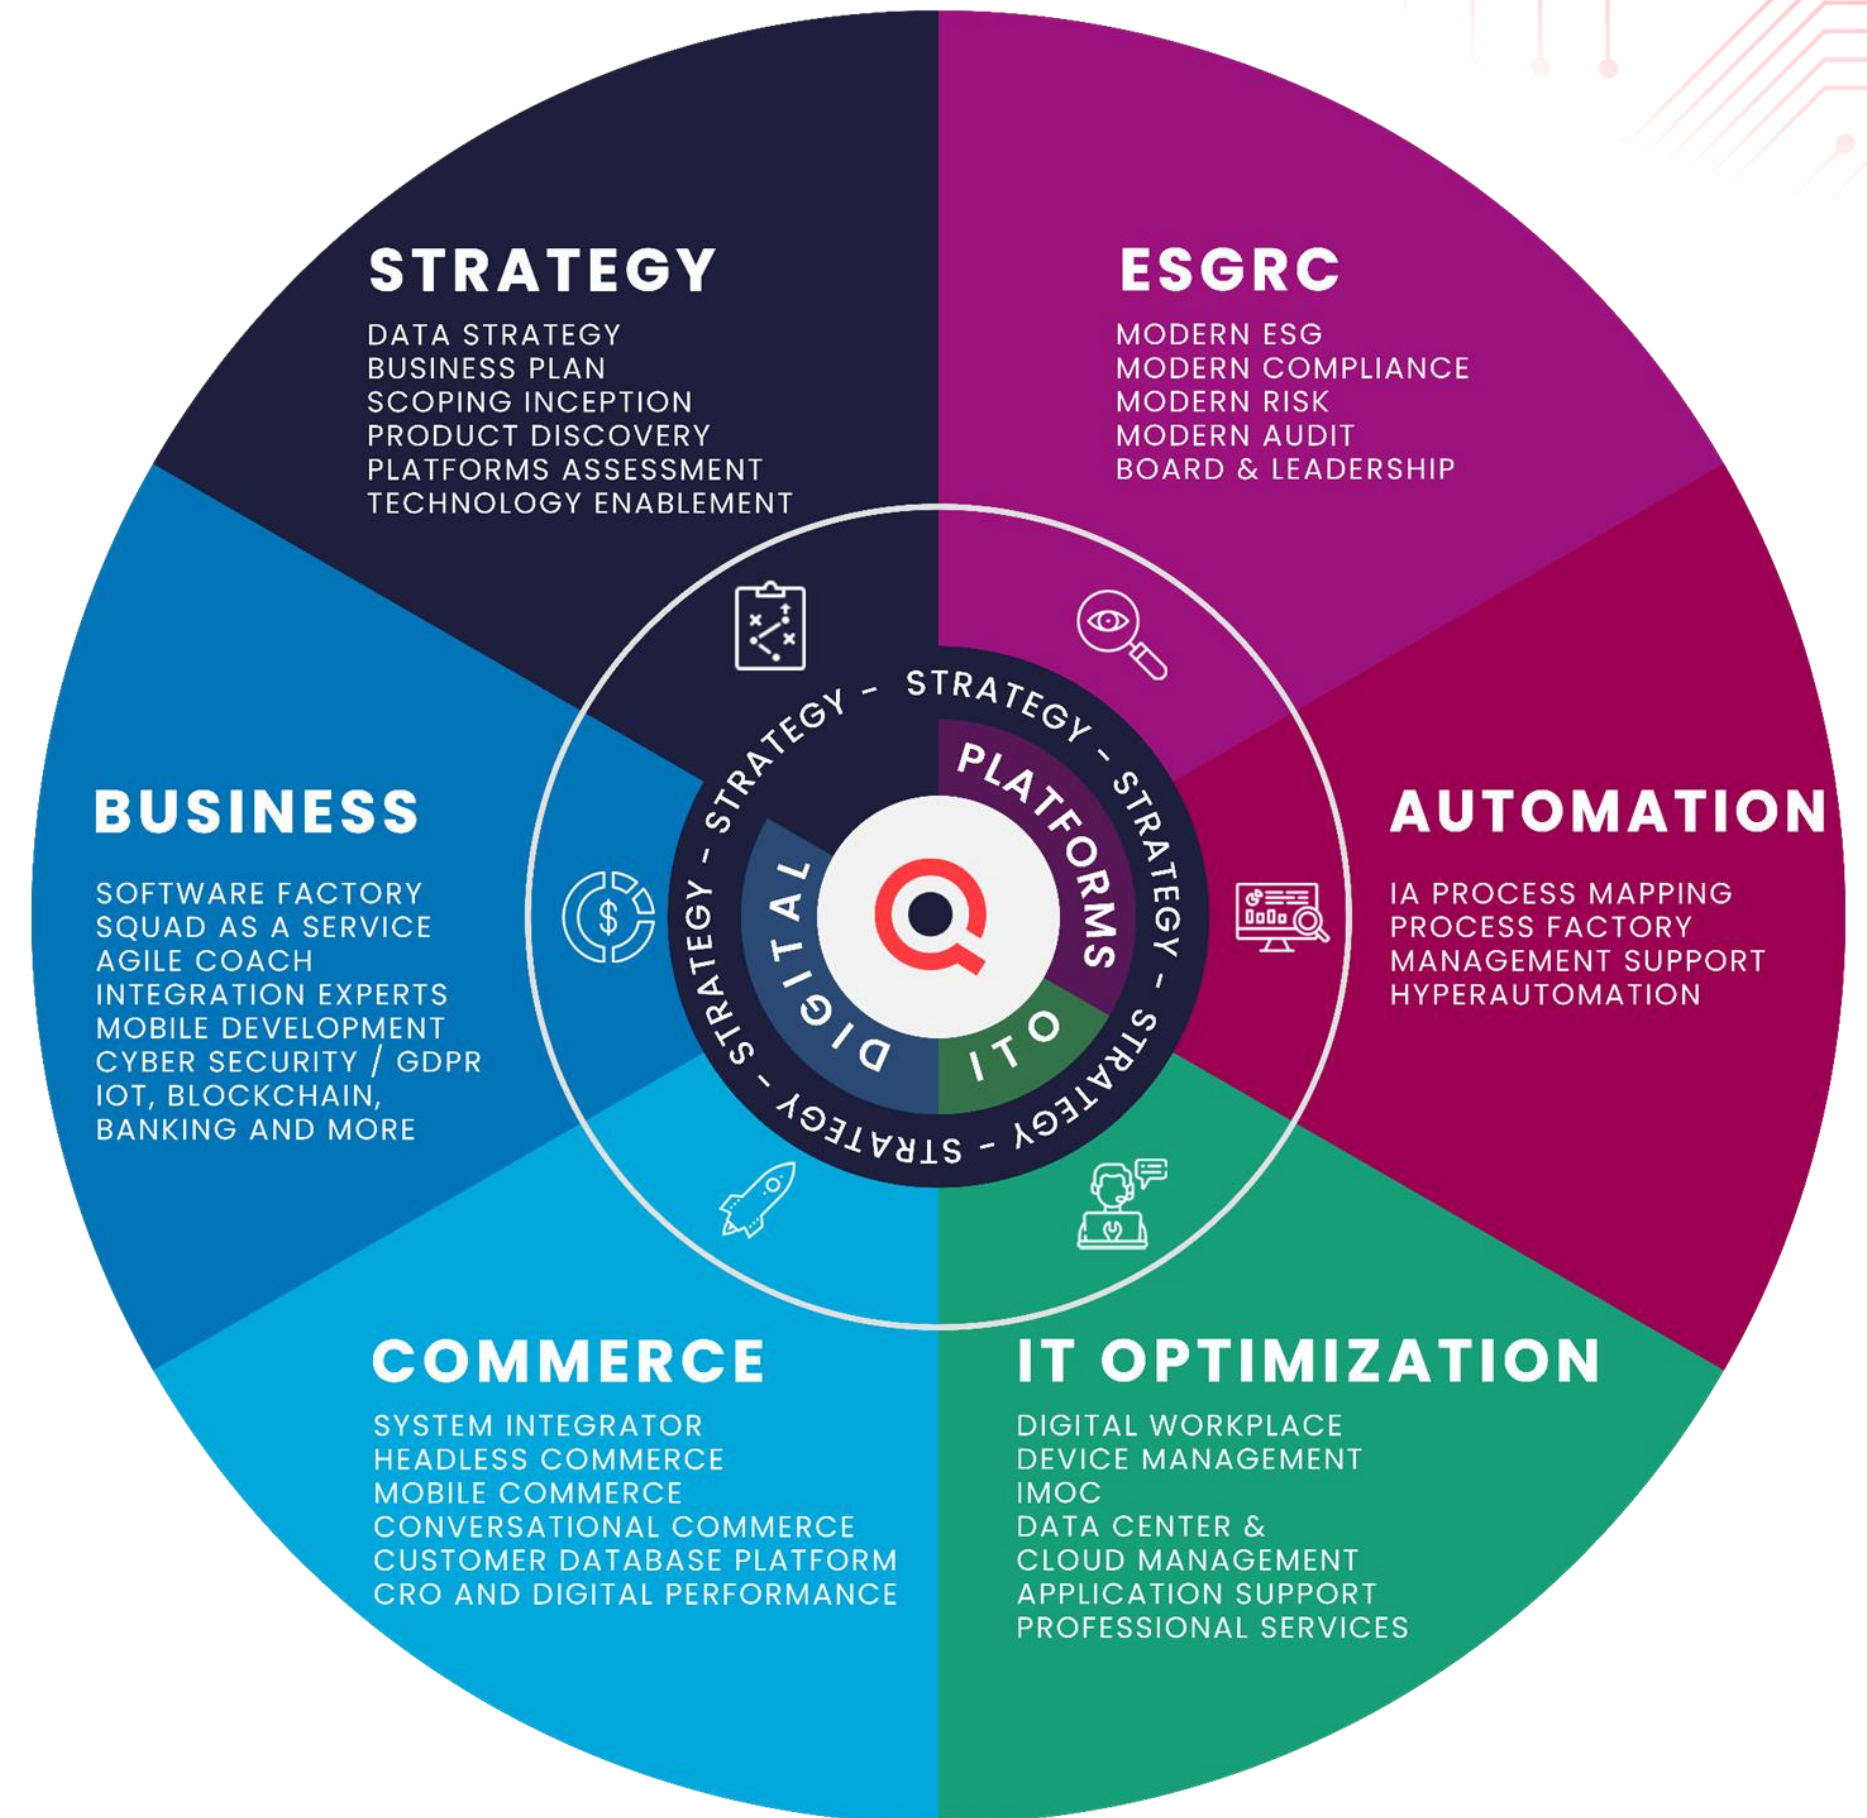 STRATEGY
DATA STRATEGY
BUSINESS PLAN
SCOPING INCEPTION
PRODUCT DISCOVERY
PLATFORMS ASSESSMENT
TECHNOLOGY ENABLEMENT
ESGRC
MODERN ESG
MODERN COMPLIANCE
MODERN RISK
MODERN AUDIT
BOARD & LEADERSHIP
BUSINESS
SOFTWARE FACTORY
SQUAD AS A SERVICE
AGILE COACH
INTEGRATION EXPERTS
MOBILE DEVELOPMENT
CYBER SECURITY / GDPR
IOT, BLOCKCHAIN,
BANKING AND MORE
STRATEGY - STRATEGY - STRATEGY - STRATEGY - STRATEGY - STRATEGY - STRATEGY -
PLATFORMS
ITO
DIGITAL
$
AUTOMATION
IA PROCESS MAPPING
PROCESS FACTORY
MANAGEMENT SUPPORT
HYPERAUTOMATION
COMMERCE
SYSTEM INTEGRATOR
HEADLESS COMMERCE
MOBILE COMMERCE
CONVERSATIONAL COMMERCE
CUSTOMER DATABASE PLATFORM
CRO AND DIGITAL PERFORMANCE
IT OPTIMIZATION
DIGITAL WORKPLACE
DEVICE MANAGEMENT
IMOC
DATA CENTER &
CLOUD MANAGEMENT
APPLICATION SUPPORT
PROFESSIONAL SERVICES